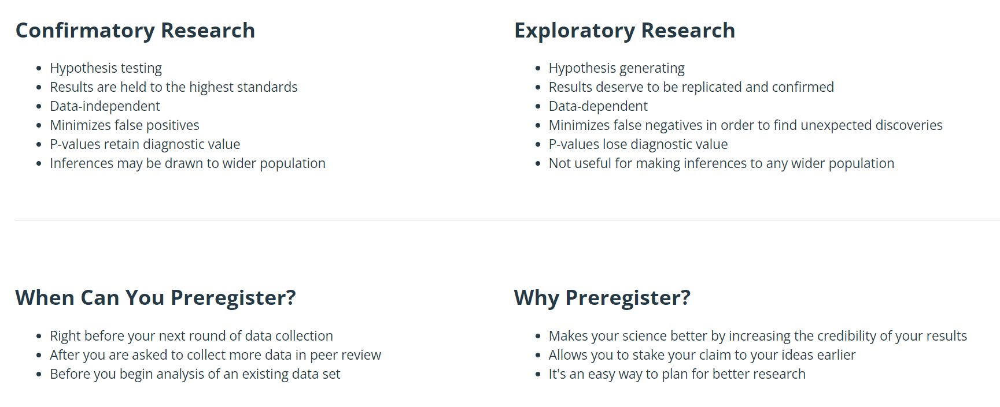 Confirmatory Research
• Hypothesis testing
• Results are held to the highest standards
• Data-independent
• Minimizes false positives
• P-values retain diagnostic value
• Inferences may be drawn to wider population
Exploratory Research
• Hypothesis generating
• Results deserve to be replicated and confirmed
• Data-dependent
• Minimizes false negatives in order to find unexpected discoveries
• P-values lose diagnostic value
• Not useful for making inferences to any wider population
When Can You Preregister?
• Right before your next round of data collection
• After you are asked to collect more data in peer review
• Before you begin analysis of an existing data set
Why Preregister?
• Makes your science better by increasing the credibility of your results
• Allows you to stake your claim to your ideas earlier
• It's an easy way to plan for better research